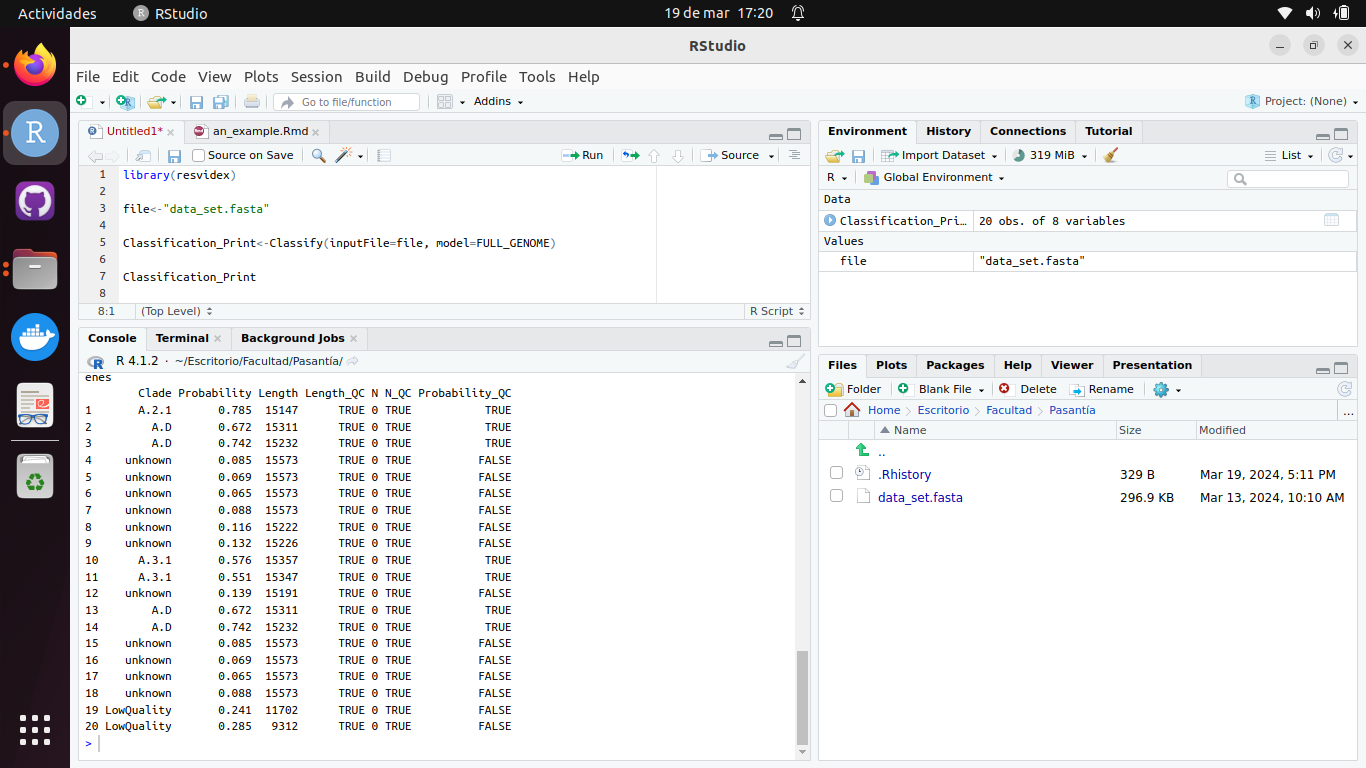 Actividades RStudio 19 de mar 17:20
RStudio
File Edit Code View Plots Session Build Debug Profile Tools Help
Go to file/function Addins Project: (None)
Untitled1* an_example.Rmd
Source on Save Run Source
1 library(resvidex)
2
3 file<-"data_set.fasta"
4
5 Classification_Print<-Classify(inputFile=file, model=FULL_GENOME)
6
7 Classification_Print
8
8:1 (Top Level) R Script
Console Terminal Background Jobs
R 4.1.2 · ~/Escritorio/Facultad/Pasantía/
enes
Clade Probability Length Length_QC N N_QC Probability_QC
1 A.2.1 0.785 15147 TRUE 0 TRUE TRUE
2 A.D 0.672 15311 TRUE 0 TRUE TRUE
3 A.D 0.742 15232 TRUE 0 TRUE TRUE
4 unknown 0.085 15573 TRUE 0 TRUE FALSE
5 unknown 0.069 15573 TRUE 0 TRUE FALSE
6 unknown 0.065 15573 TRUE 0 TRUE FALSE
7 unknown 0.088 15573 TRUE 0 TRUE FALSE
8 unknown 0.116 15222 TRUE 0 TRUE FALSE
9 unknown 0.132 15226 TRUE 0 TRUE FALSE
10 A.3.1 0.576 15357 TRUE 0 TRUE TRUE
11 A.3.1 0.551 15347 TRUE 0 TRUE TRUE
12 unknown 0.139 15191 TRUE 0 TRUE FALSE
13 A.D 0.672 15311 TRUE 0 TRUE TRUE
14 A.D 0.742 15232 TRUE 0 TRUE TRUE
15 unknown 0.085 15573 TRUE 0 TRUE FALSE
16 unknown 0.069 15573 TRUE 0 TRUE FALSE
17 unknown 0.065 15573 TRUE 0 TRUE FALSE
18 unknown 0.088 15573 TRUE 0 TRUE FALSE
19 LowQuality 0.241 11702 TRUE 0 TRUE FALSE
20 LowQuality 0.285 9312 TRUE 0 TRUE FALSE
>
Environment History Connections Tutorial
Import Dataset 319 MiB List
R Global Environment
Data
Classification_Pri… 20 obs. of 8 variables
Values
file "data_set.fasta"
Files Plots Packages Help Viewer Presentation
Folder Blank File Delete Rename
Home Escritorio Facultad Pasantía ...
Name Size Modified
..
.Rhistory 329 B Mar 19, 2024, 5:11 PM
data_set.fasta 296.9 KB Mar 13, 2024, 10:10 AM